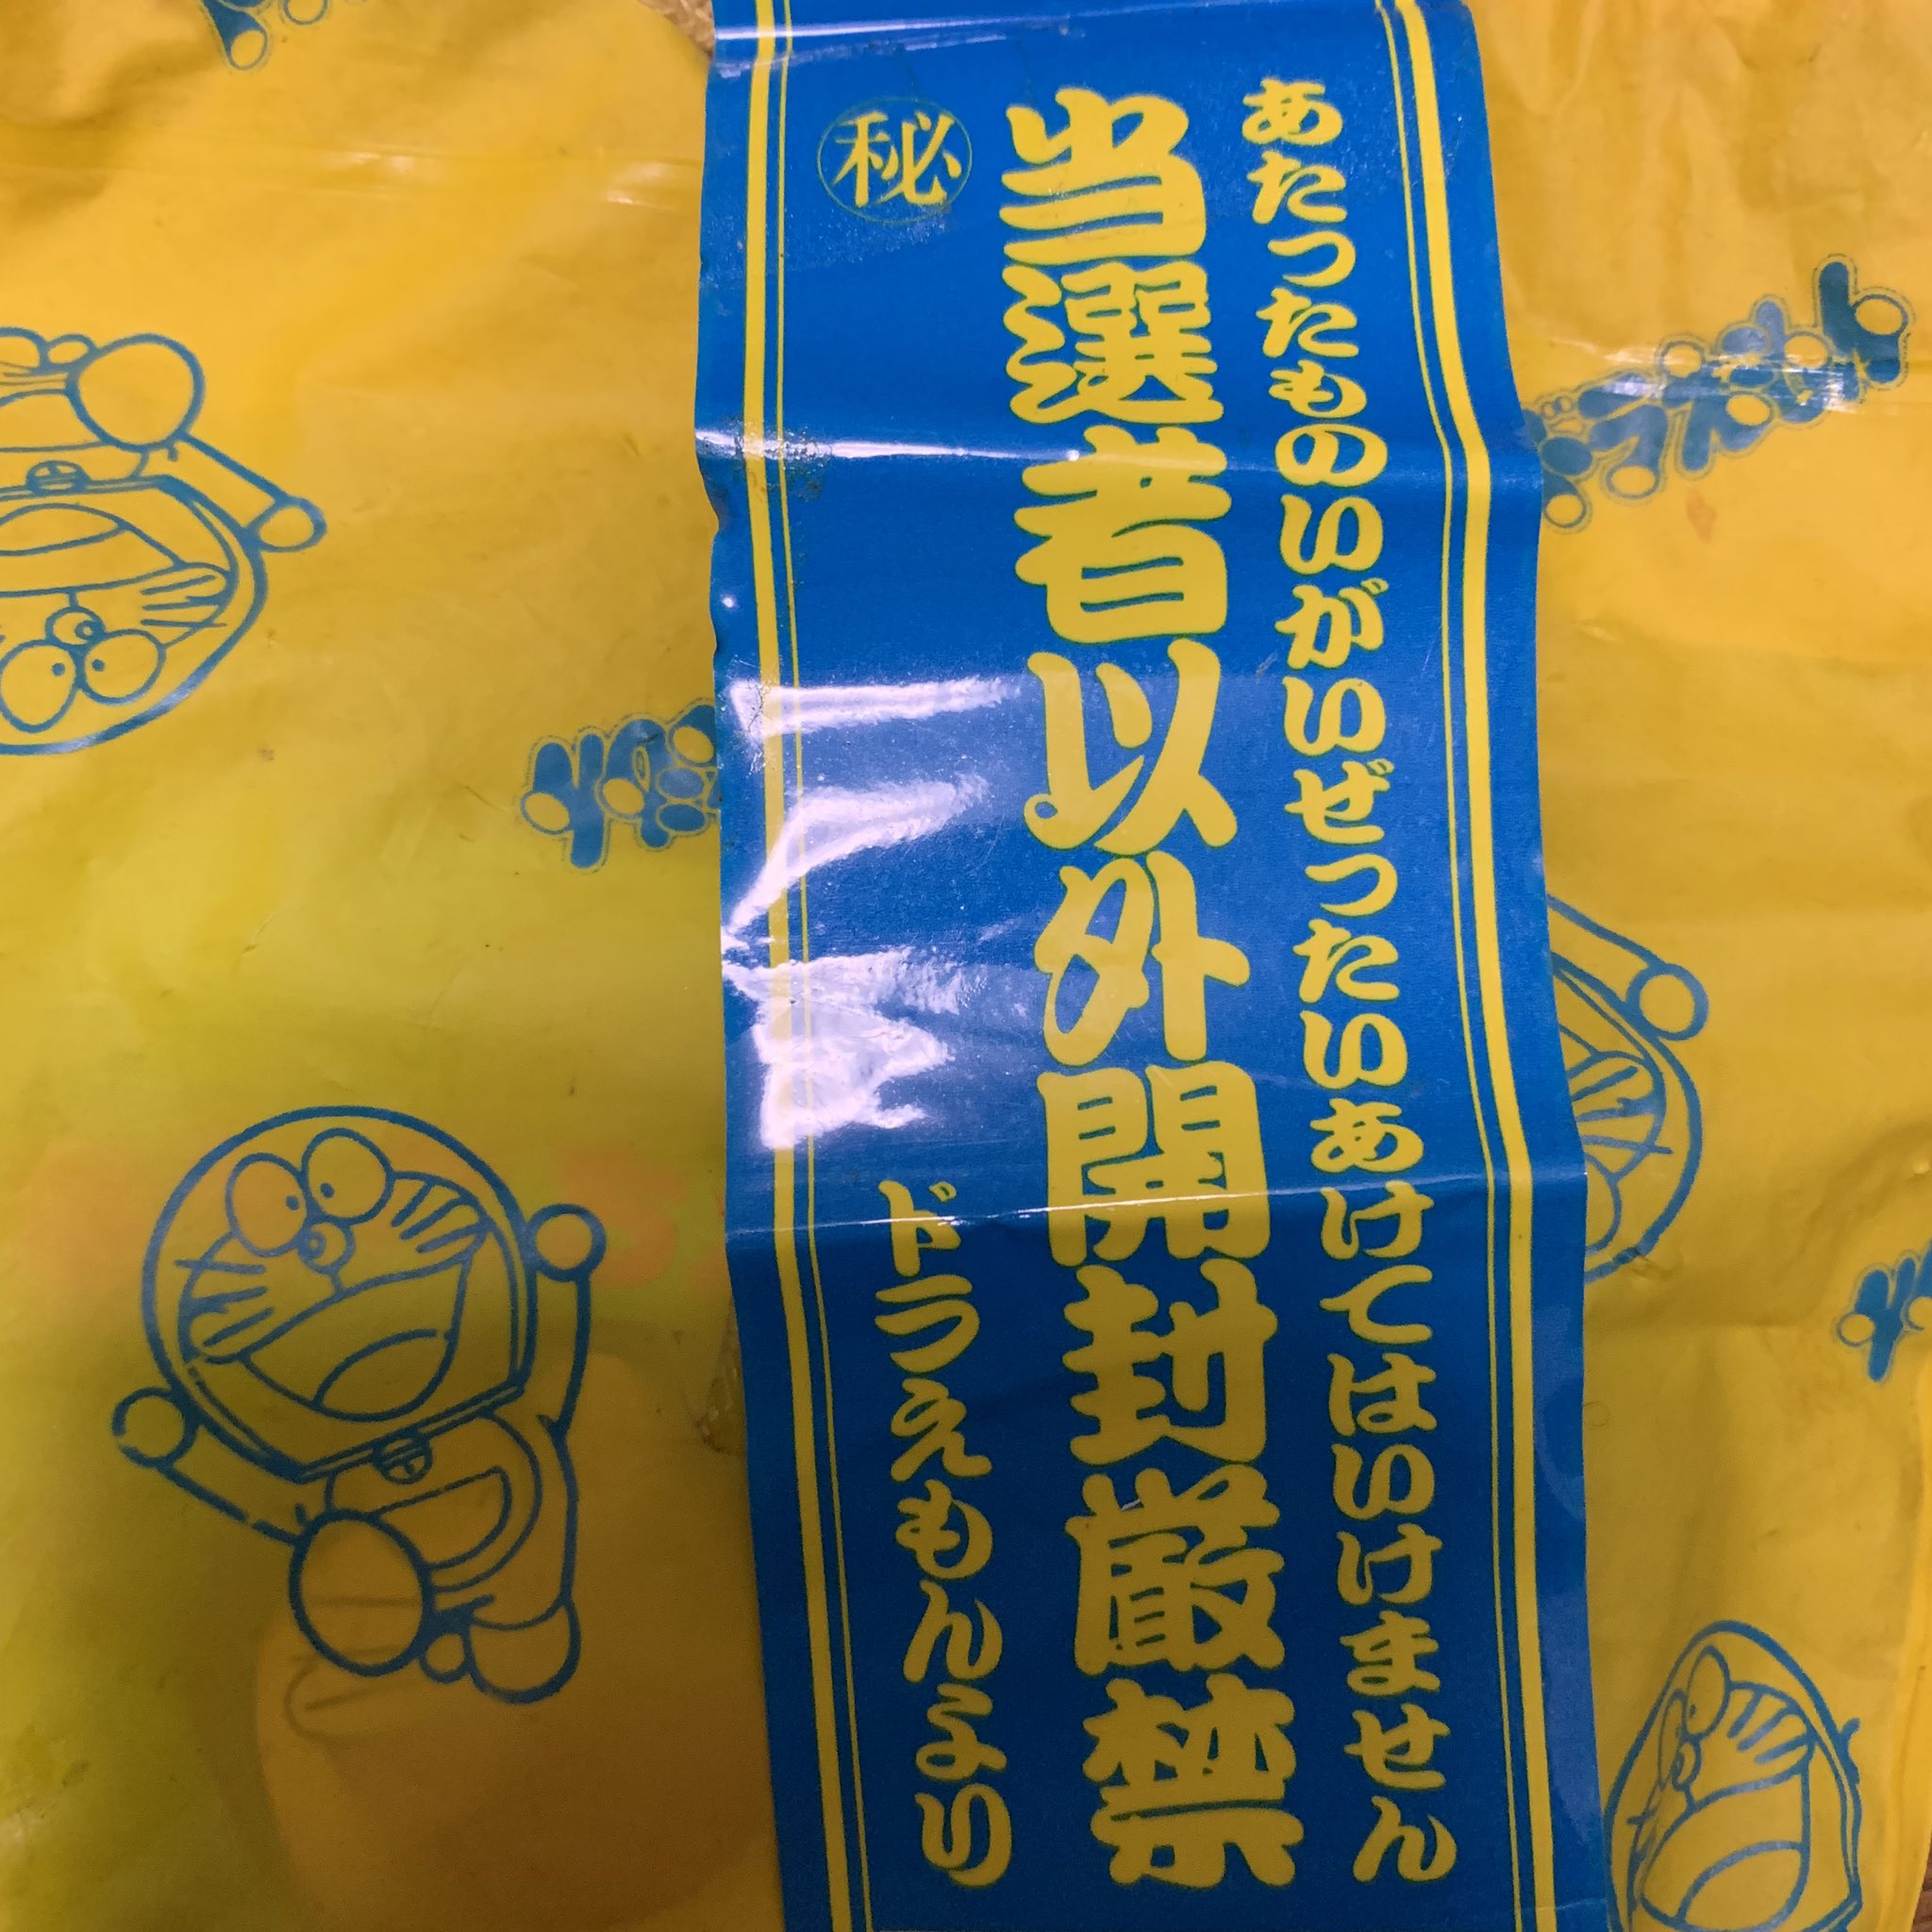 あたったものいがいぜったいあけてはいけません
当選者以外開封厳禁
㊙
ドラえもんより